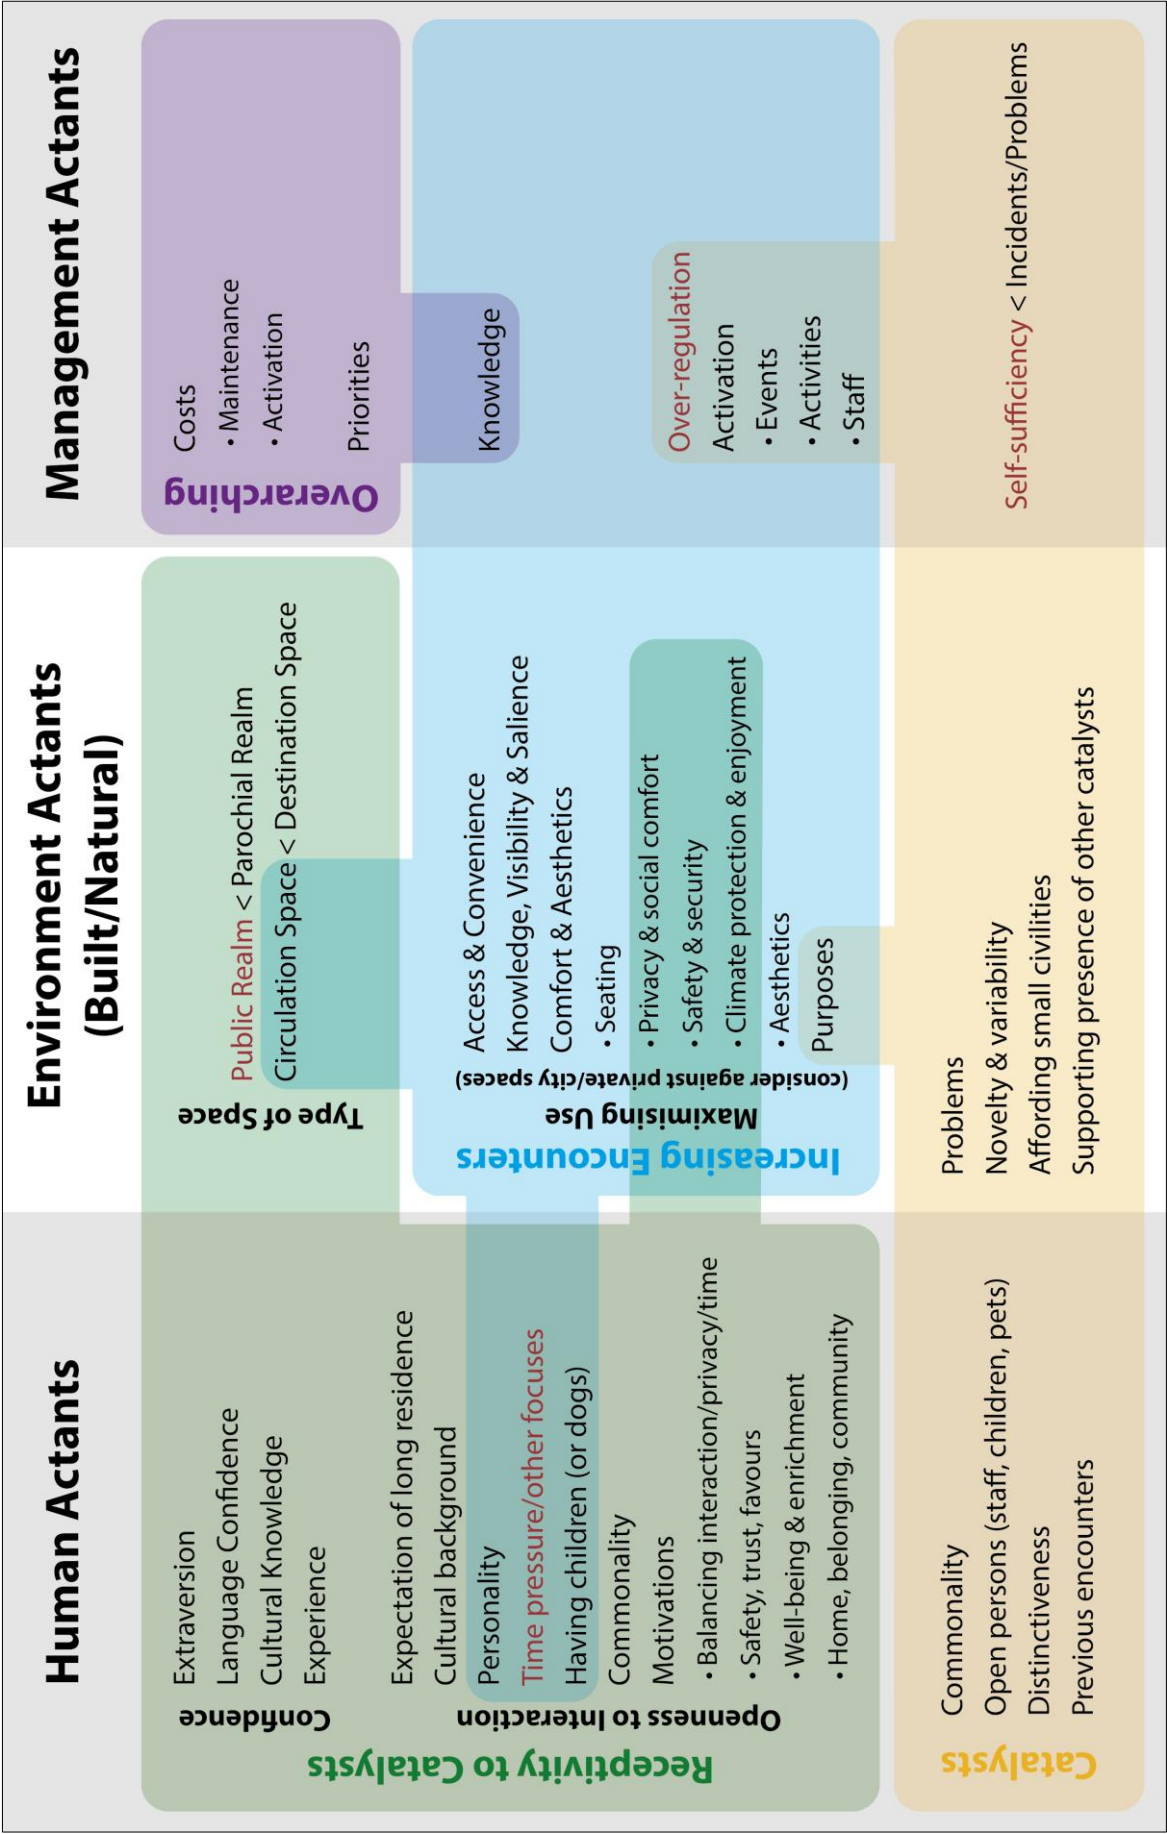 Human Actants
Environment Actants
(Built/Natural)
Management Actants
Receptivity to Catalysts
Confidence
Extraversion
Language Confidence
Cultural Knowledge
Experience
Openness to Interaction
Expectation of long residence
Cultural background
Personality
Time pressure/other focuses
Having children (or dogs)
Commonality
Motivations
• Balancing interaction/privacy/time
• Safety, trust, favours
• Well-being & enrichment
• Home, belonging, community
Type of Space
Public Realm < Parochial Realm
Circulation Space < Destination Space
Overarching
Costs
• Maintenance
• Activation
Priorities
Knowledge
Increasing Encounters
Maximising Use
(consider against private/city spaces)
Access & Convenience
Knowledge, Visibility & Salience
Comfort & Aesthetics
• Seating
• Privacy & social comfort
• Safety & security
• Climate protection & enjoyment
• Aesthetics
Purposes
Over-regulation
Activation
• Events
• Activities
• Staff
Catalysts
Commonality
Open persons (staff, children, pets)
Distinctiveness
Previous encounters
Problems
Novelty & variability
Affording small civilities
Supporting presence of other catalysts
Self-sufficiency < Incidents/Problems